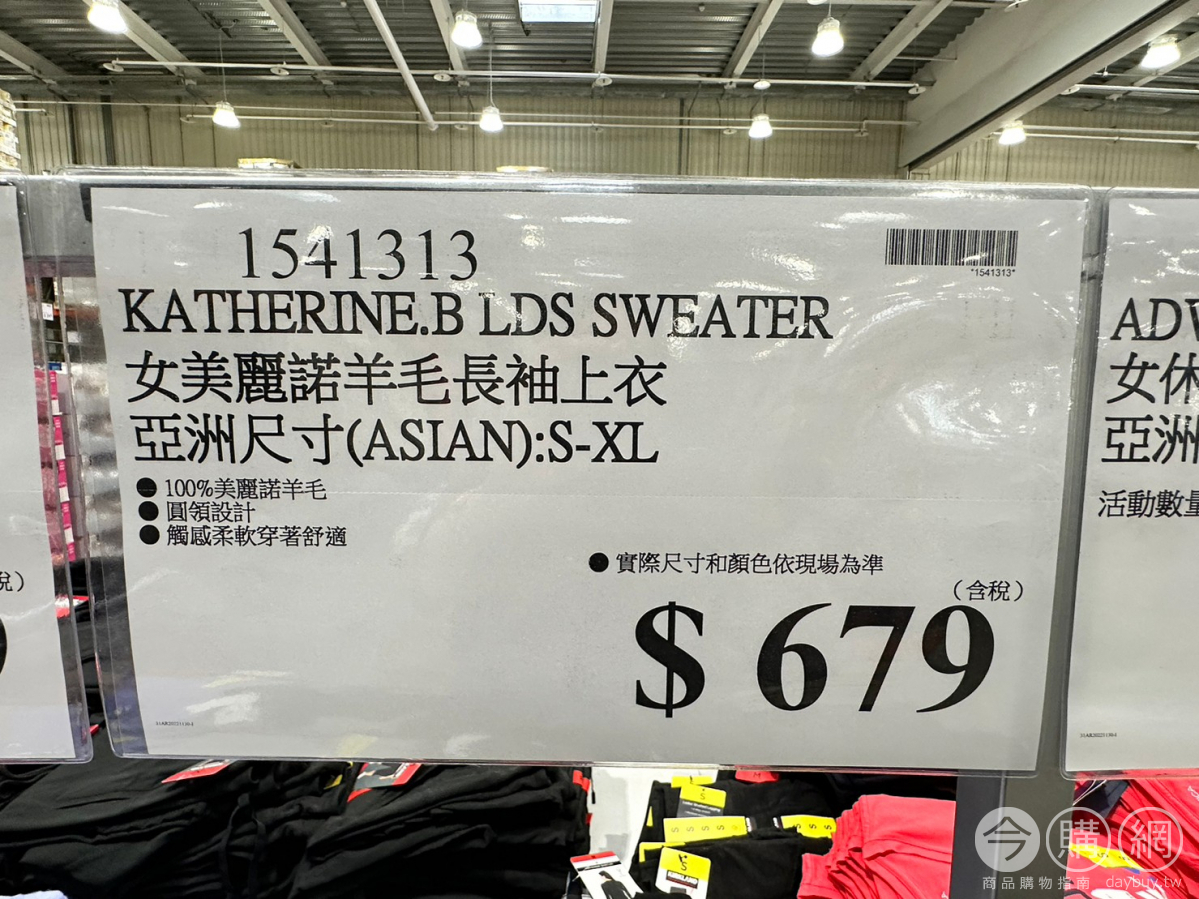 1541313
*1541313*
KATHERINE.B LDS SWEATER
女美麗諾羊毛長袖上衣
亞洲尺寸(ASIAN):S-XL
● 100%美麗諾羊毛
● 圓領設計
● 觸感柔軟穿著舒適
● 實際尺寸和顏色依現場為準
(含稅)
$ 679
稅)
ADV
女休
亞洲
活動數量
S
S S S S
S
KIRKLAND
今購網
商品購物指南 daybuy.tw